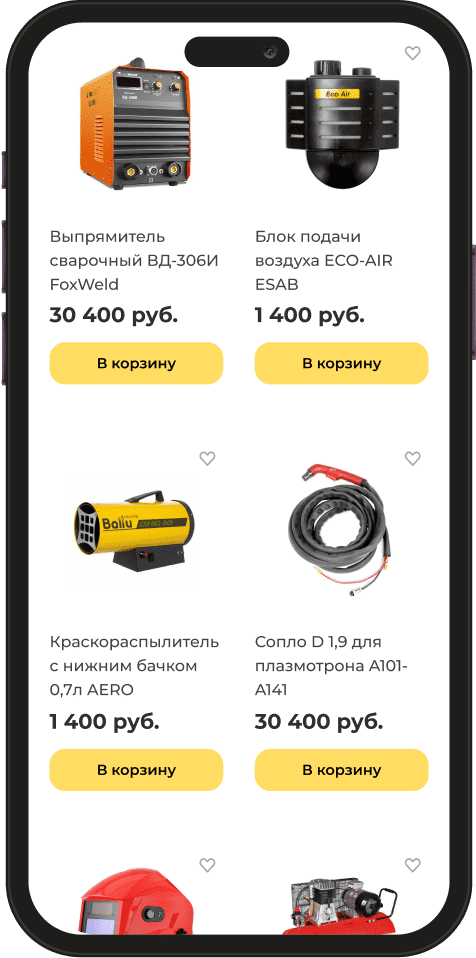 Eco Air
Выпрямитель
сварочный ВД-306И
FoxWeld
30 400 руб.
В корзину
Блок подачи
воздуха ECO-AIR
ESAB
1 400 руб.
В корзину
Ballu
Краскораспылитель
с нижним бачком
0,7л AERO
1 400 руб.
В корзину
Сопло D 1,9 для
плазмотрона A101-
A141
30 400 руб.
В корзину